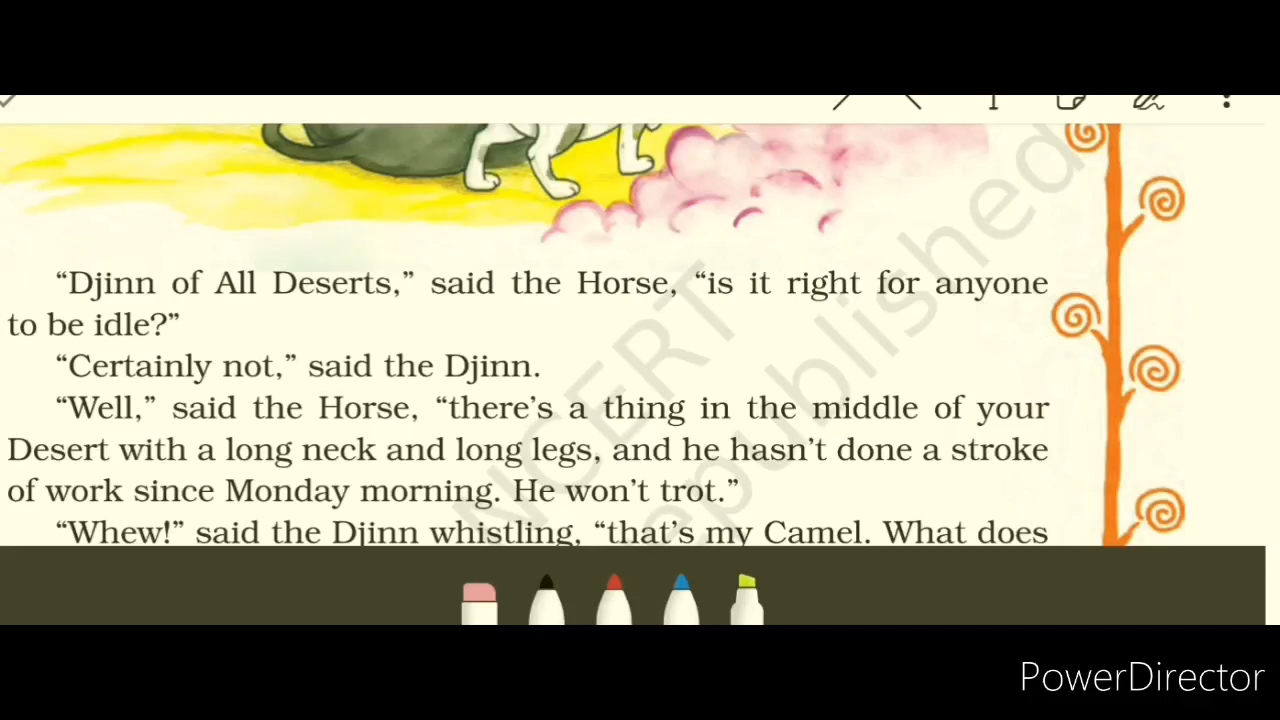 “Djinn of All Deserts,” said the Horse, “is it right for anyone
to be idle?”
“Certainly not,” said the Djinn.
“Well,” said the Horse, “there’s a thing in the middle of your
Desert with a long neck and long legs, and he hasn’t done a stroke
of work since Monday morning. He won’t trot.”
“Whew!” said the Djinn whistling, “that’s my Camel. What does
NCERT
republished
PowerDirector